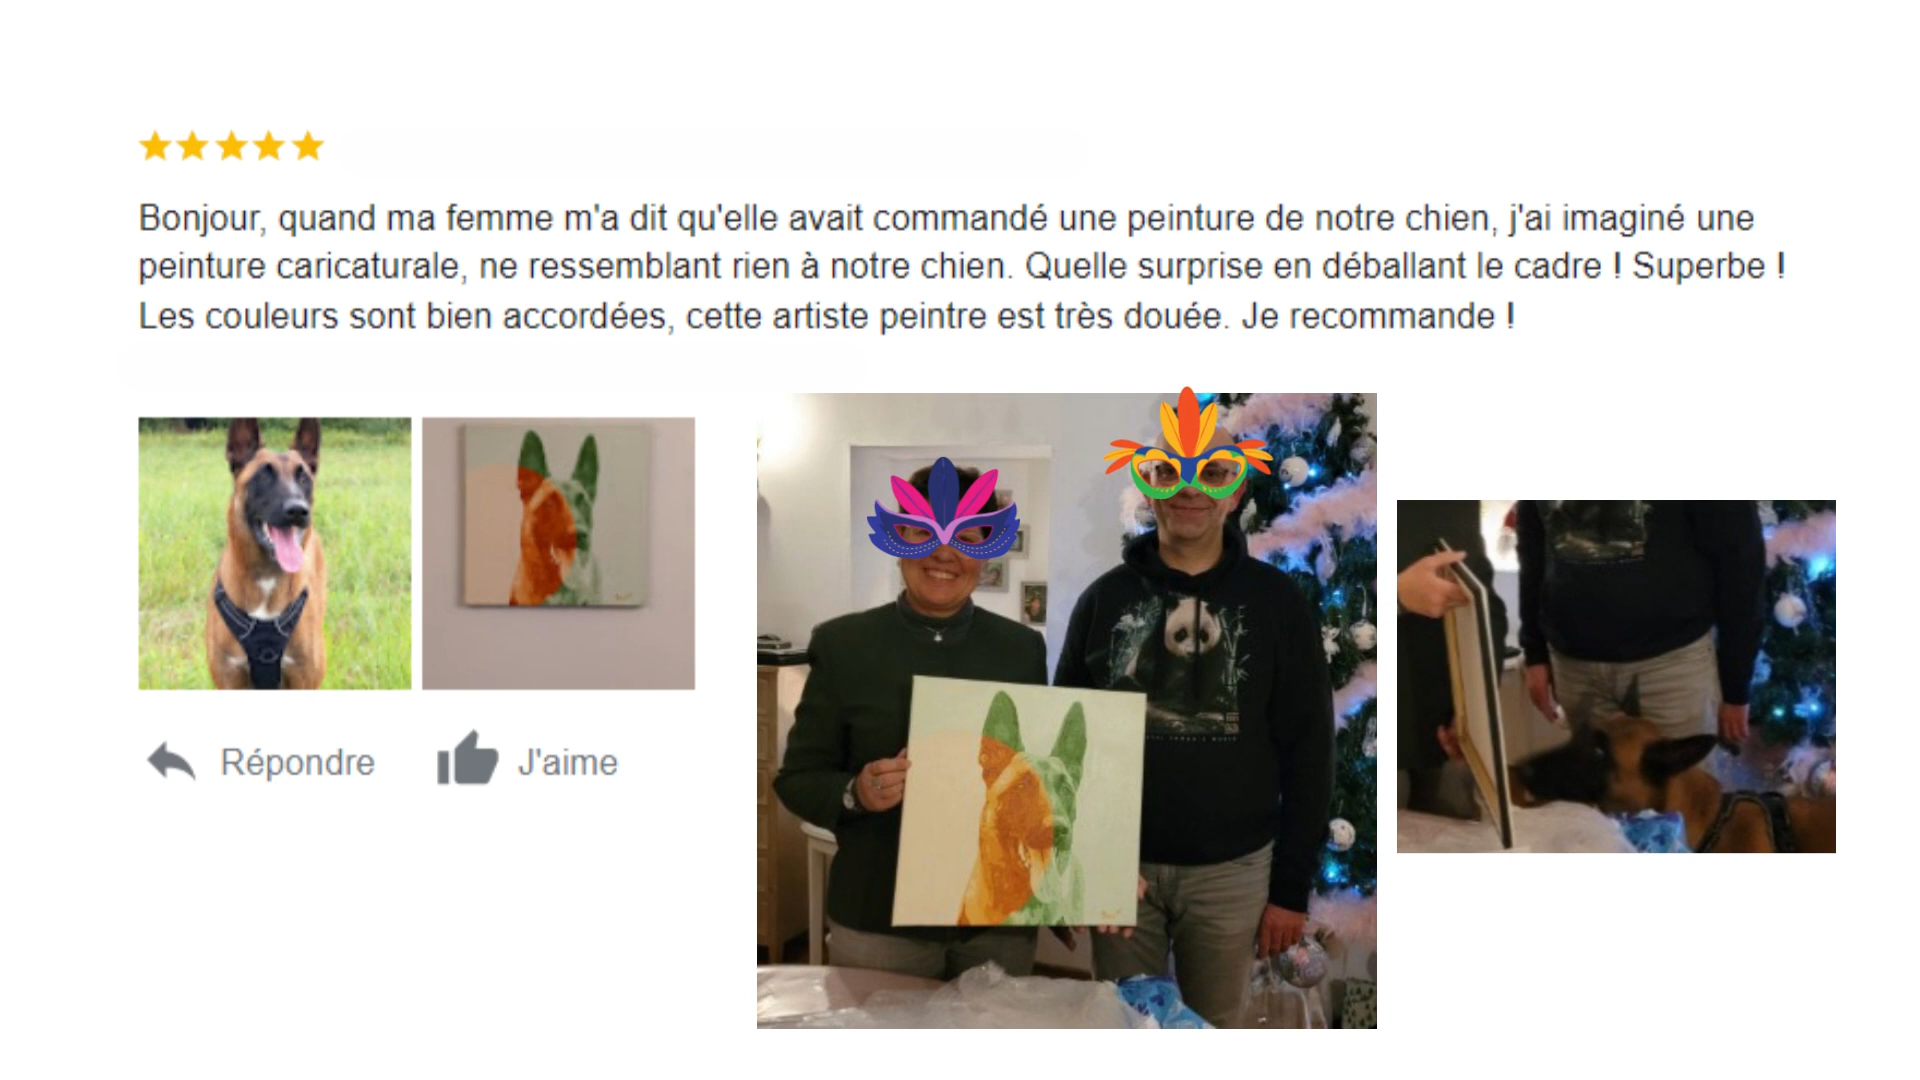 Bonjour, quand ma femme m'a dit qu'elle avait commandé une peinture de notre chien, j'ai imaginé une
peinture caricaturale, ne ressemblant rien à notre chien. Quelle surprise en déballant le cadre ! Superbe !
Les couleurs sont bien accordées, cette artiste peintre est très douée. Je recommande !
Répondre
J'aime